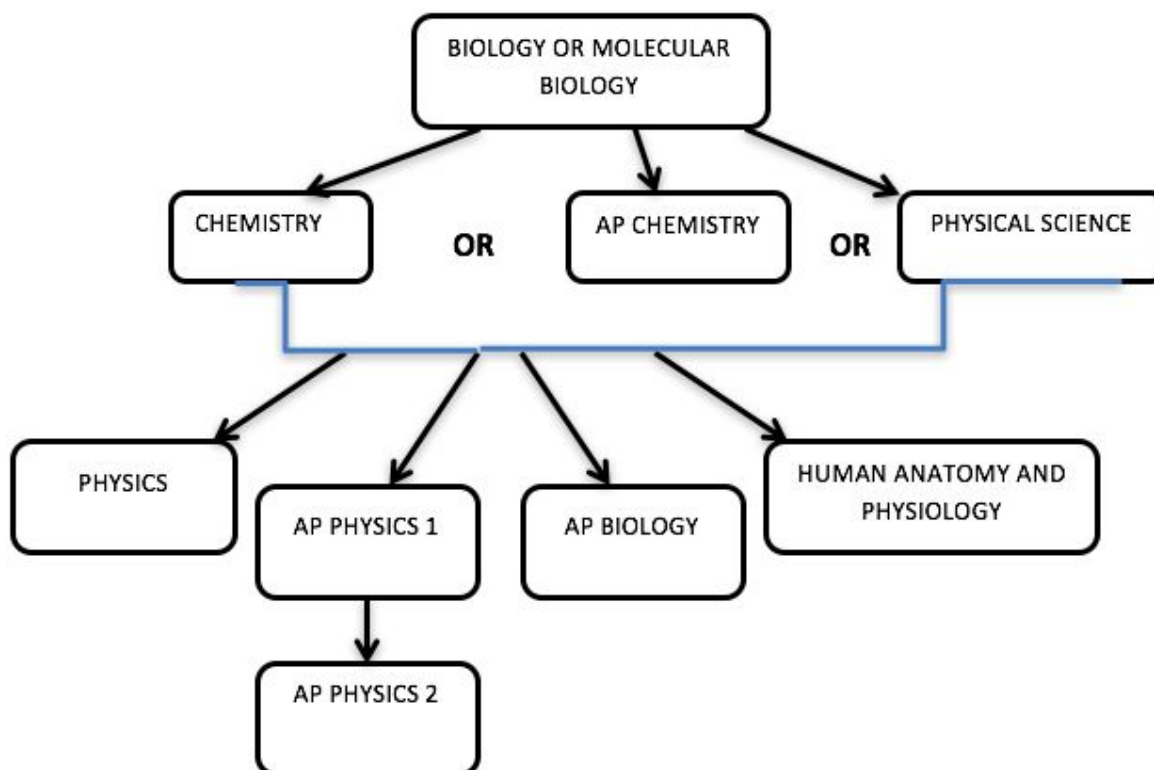 BIOLOGY OR MOLECULAR
BIOLOGY
CHEMISTRY
OR
AP CHEMISTRY
OR
PHYSICAL SCIENCE
PHYSICS
AP PHYSICS 1
AP BIOLOGY
HUMAN ANATOMY AND
PHYSIOLOGY
AP PHYSICS 2